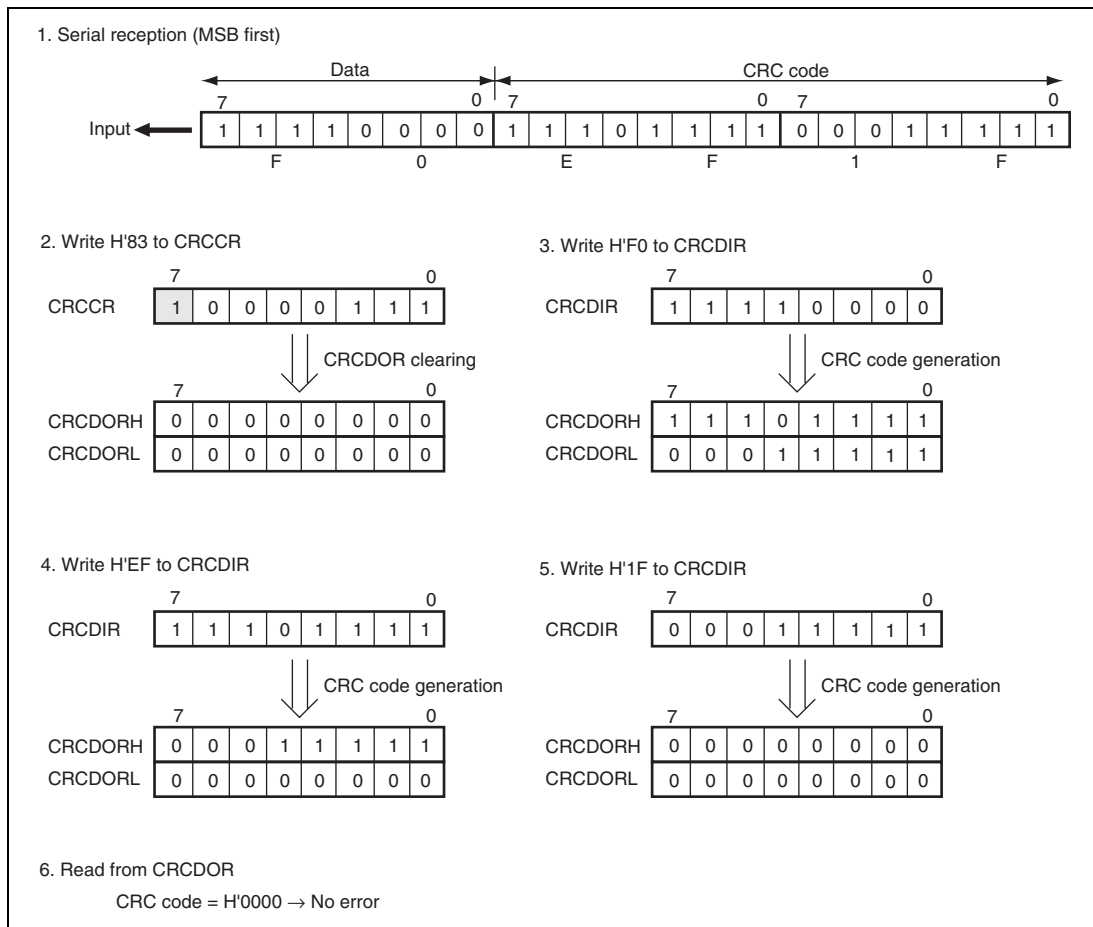 1. Serial reception (MSB first)
Data CRC code
7 0 7 0 7 0
Input 1 1 1 1 0 0 0 0 1 1 1 0 1 1 1 1 0 0 0 1 1 1 1 1
F 0 E F 1 F
2. Write H'83 to CRCCR
7 0
CRCCR 1 0 0 0 0 1 1 1
CRCDOR clearing
7 0
CRCDORH 0 0 0 0 0 0 0 0
CRCDORL 0 0 0 0 0 0 0 0
3. Write H'F0 to CRCDIR
7 0
CRCDIR 1 1 1 1 0 0 0 0
CRC code generation
7 0
CRCDORH 1 1 1 0 1 1 1 1
CRCDORL 0 0 0 1 1 1 1 1
4. Write H'EF to CRCDIR
7 0
CRCDIR 1 1 1 0 1 1 1 1
CRC code generation
7 0
CRCDORH 0 0 0 1 1 1 1 1
CRCDORL 0 0 0 0 0 0 0 0
5. Write H'1F to CRCDIR
7 0
CRCDIR 0 0 0 1 1 1 1 1
CRC code generation
7 0
CRCDORH 0 0 0 0 0 0 0 0
CRCDORL 0 0 0 0 0 0 0 0
6. Read from CRCDOR
CRC code = H'0000 → No error